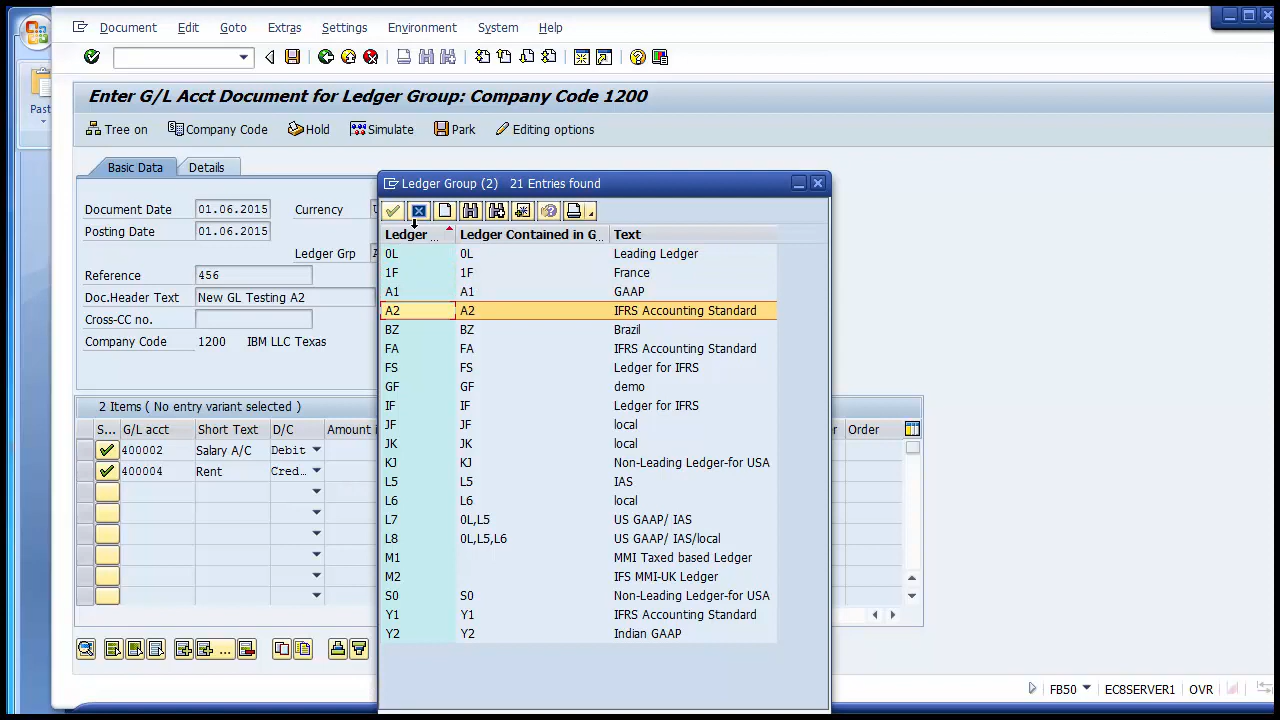 Document Edit Goto Extras Settings Environment System Help
Past
Enter G/L Acct Document for Ledger Group: Company Code 1200
Tree on Company Code Hold Simulate Park Editing options
Basic Data Details
Ledger Group (2) 21 Entries found
Document Date 01.06.2015 Currency
Posting Date 01.06.2015
Ledger Grp
Reference 456
Doc.Header Text New GL Testing A2
Cross-CC no.
Company Code 1200 IBM LLC Texas
2 Items ( No entry variant selected )
S... G/L acct Short Text D/C Amount i Order
400002 Salary A/C Debit
400004 Rent Cred...
Ledger ... Ledger Contained in G... Text
0L 0L Leading Ledger
1F 1F France
A1 A1 GAAP
A2 A2 IFRS Accounting Standard
BZ BZ Brazil
FA FA IFRS Accounting Standard
FS FS Ledger for IFRS
GF GF demo
IF IF Ledger for IFRS
JF JF local
JK JK local
KJ KJ Non-Leading Ledger-for USA
L5 L5 IAS
L6 L6 local
L7 0L,L5 US GAAP/ IAS
L8 0L,L5,L6 US GAAP/ IAS/local
M1 MMI Taxed based Ledger
M2 IFS MMI-UK Ledger
S0 S0 Non-Leading Ledger-for USA
Y1 Y1 IFRS Accounting Standard
Y2 Y2 Indian GAAP
FB50 EC8SERVER1 OVR